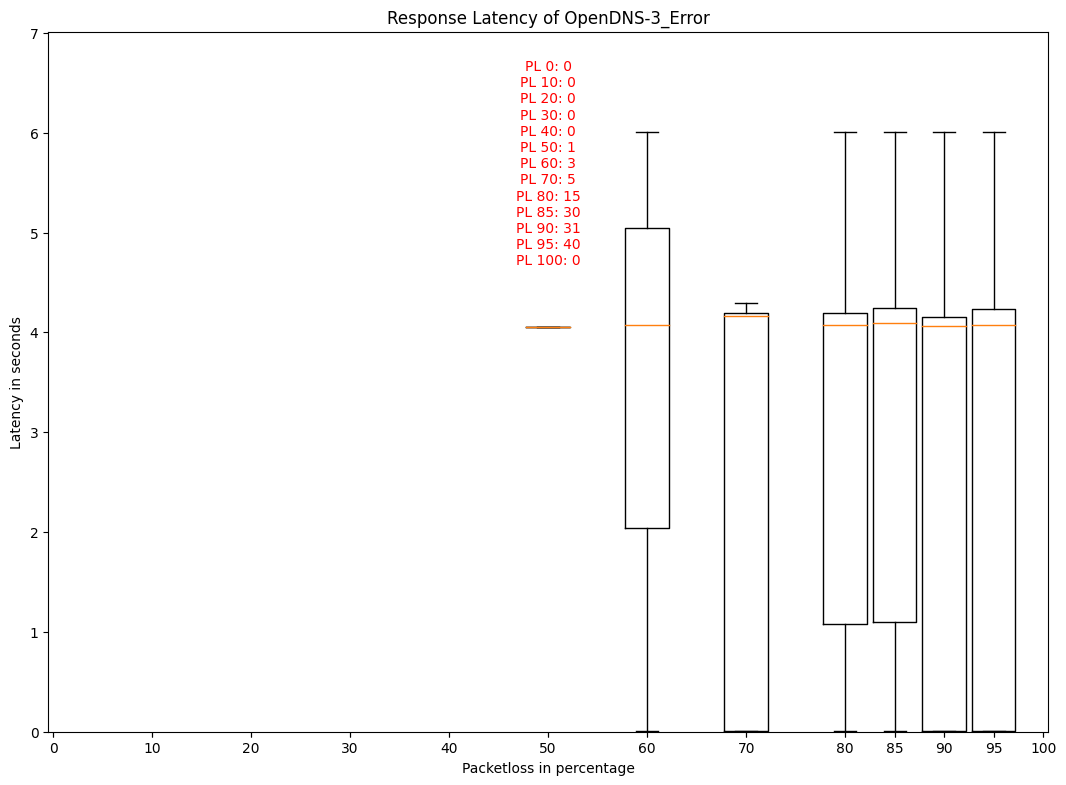 Response Latency of OpenDNS-3_Error
7
6
5
4
3
2
1
0
Latency in seconds
PL 0: 0
PL 10: 0
PL 20: 0
PL 30: 0
PL 40: 0
PL 50: 1
PL 60: 3
PL 70: 5
PL 80: 15
PL 85: 30
PL 90: 31
PL 95: 40
PL 100: 0
0 10 20 30 40 50 60 70 80 85 90 95 100
Packetloss in percentage